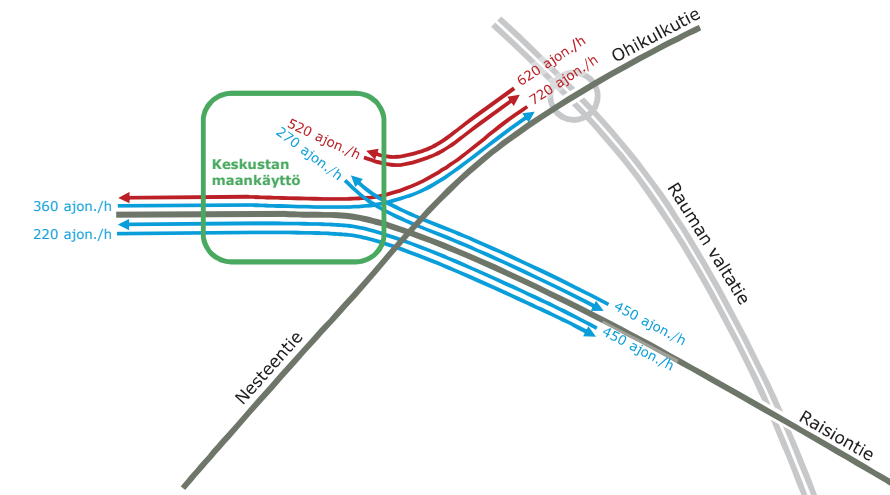 Ohikulkutie
620 ajon./h
720 ajon./h
520 ajon./h
270 ajon./h
Keskustan
maankäyttö
360 ajon./h
220 ajon./h
Rauman valtatie
450 ajon./h
450 ajon./h
Nesteentie
Raisiontie